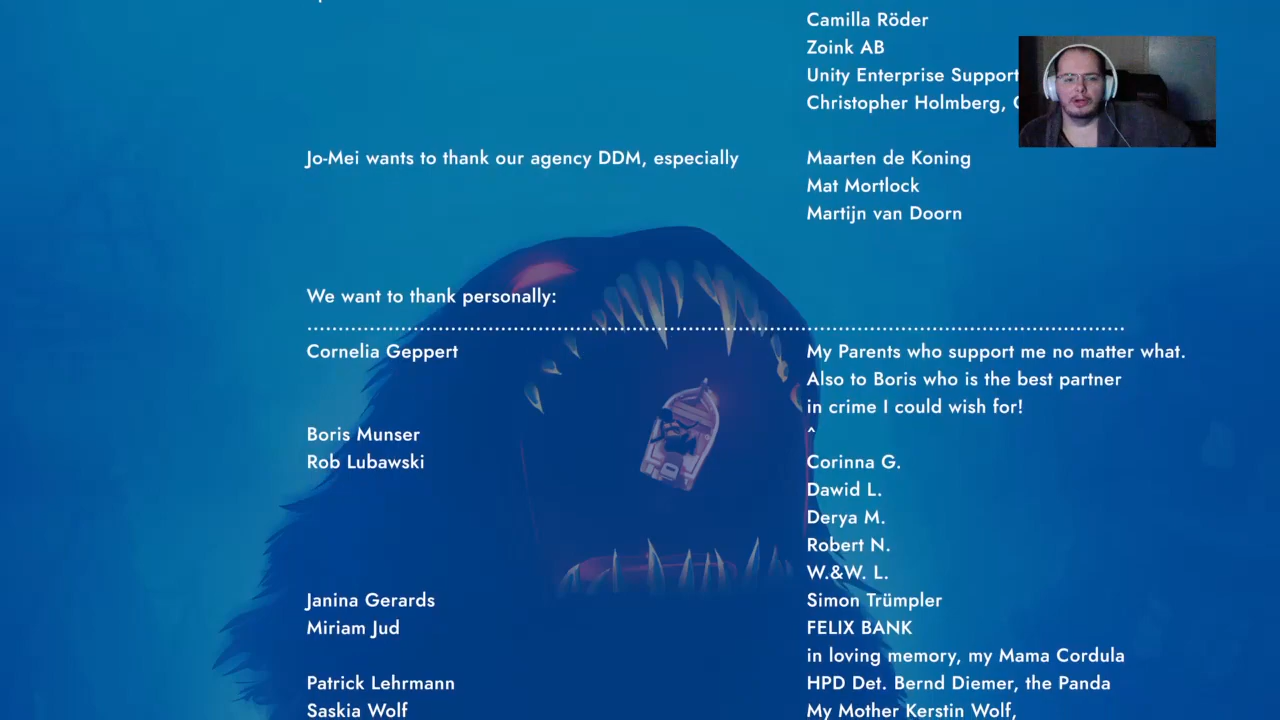 Camilla Röder
Zoink AB
Unity Enterprise Support
Christopher Holmberg,
Jo-Mei wants to thank our agency DDM, especially Maarten de Koning
Mat Mortlock
Martijn van Doorn
We want to thank personally:
Cornelia Geppert My Parents who support me no matter what.
Also to Boris who is the best partner
in crime I could wish for!
Boris Munser ^
Rob Lubawski Corinna G.
Dawid L.
Derya M.
Robert N.
W.&W. L.
Janina Gerards Simon Trümpler
Miriam Jud FELIX BANK
in loving memory, my Mama Cordula
Patrick Lehrmann HPD Det. Bernd Diemer, the Panda
Saskia Wolf My Mother Kerstin Wolf,